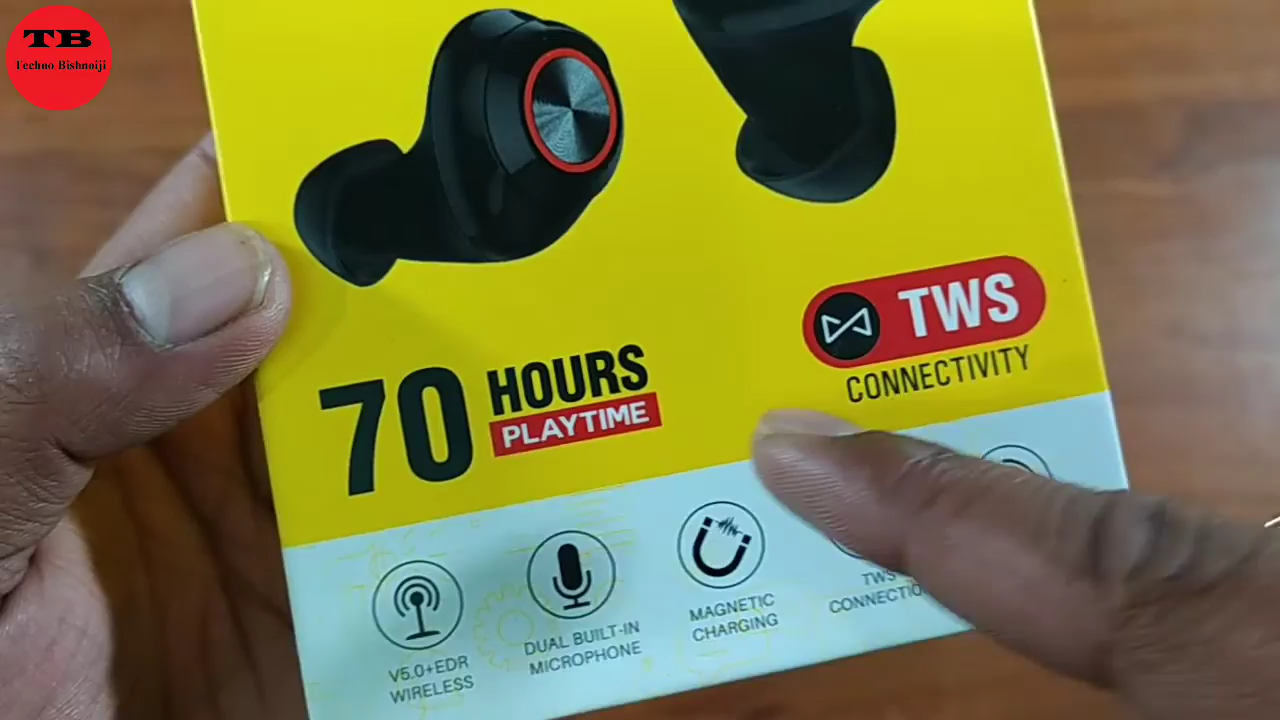 TB
Techno Bishnoiji
TWS
CONNECTIVITY
70 HOURS
PLAYTIME
V5.0+EDR
WIRELESS
DUAL BUILT-IN
MICROPHONE
MAGNETIC
CHARGING
TWS